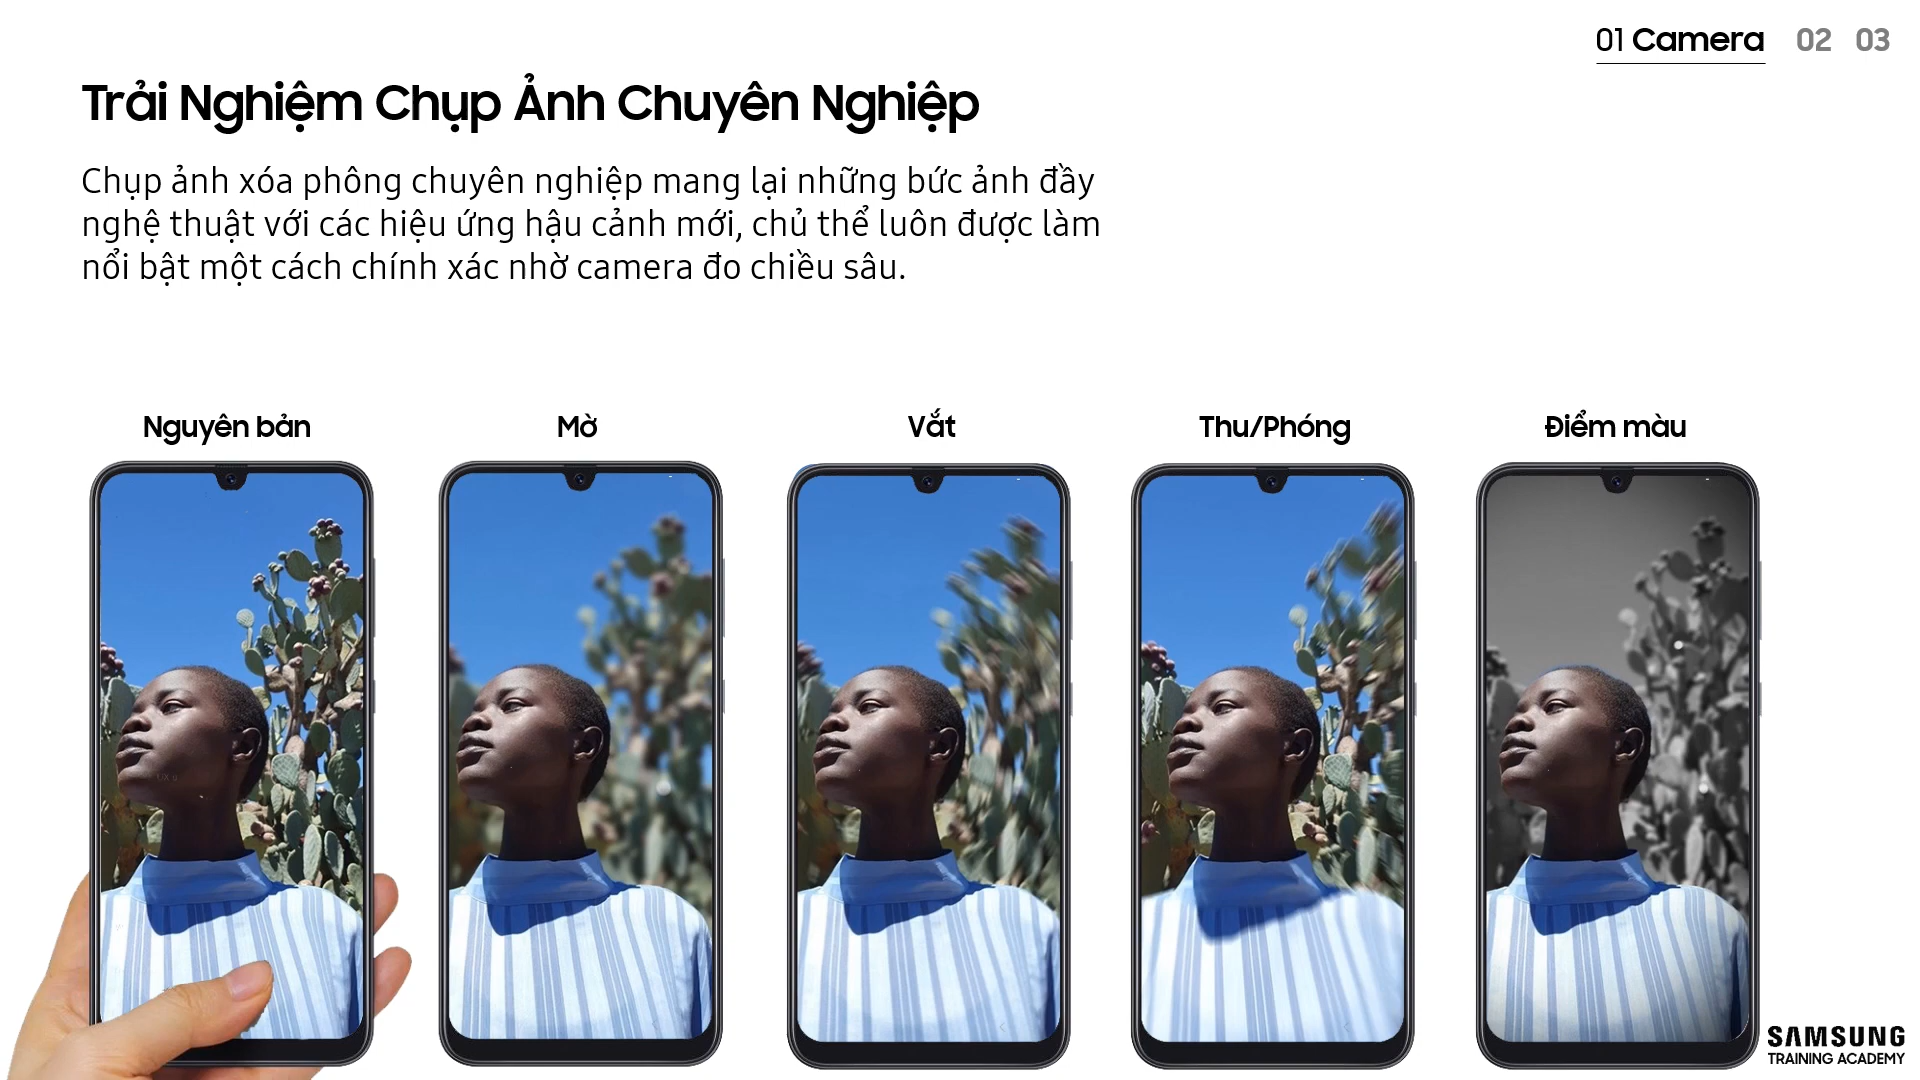 01 Camera 02 03
Trải Nghiệm Chụp Ảnh Chuyên Nghiệp
Chụp ảnh xóa phông chuyên nghiệp mang lại những bức ảnh đầy
nghệ thuật với các hiệu ứng hậu cảnh mới, chủ thể luôn được làm
nổi bật một cách chính xác nhờ camera đo chiều sâu.
Nguyên bản
Mờ
Vắt
Thu/Phóng
Điểm màu
SAMSUNG
TRAINING ACADEMY